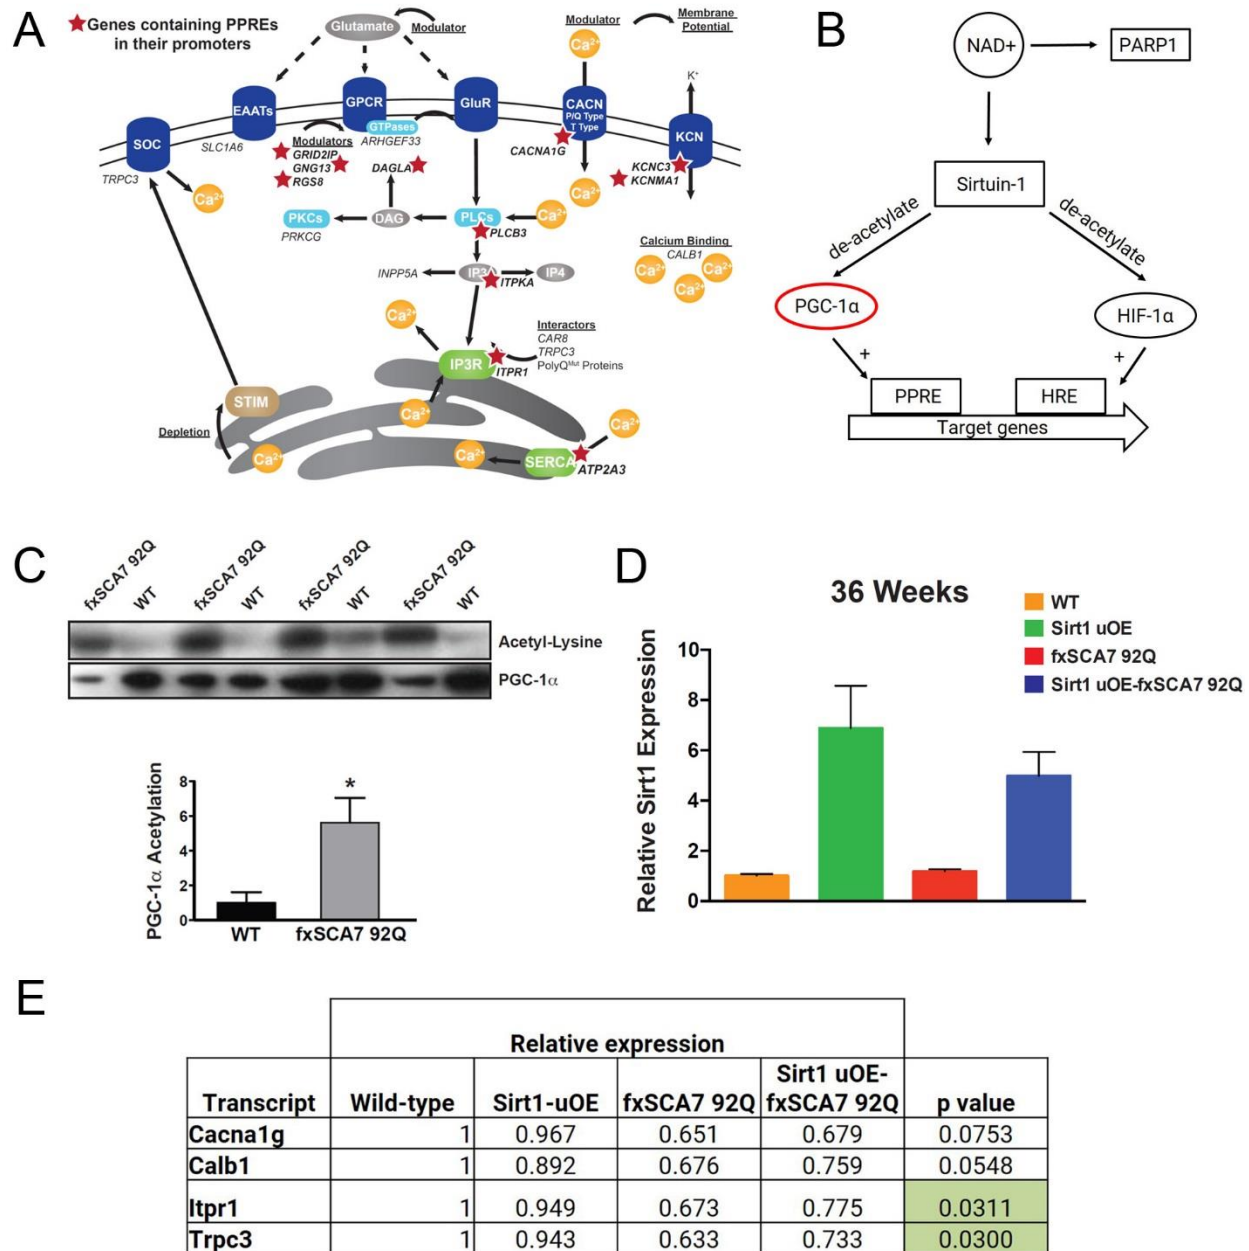 A
Genes containing PPREs
in their promoters
Glutamate
Modulator
Modulator
Membrane
Potential
Ca²⁺
K⁺
EAATs
GPCR
GluR
CACN
P/Q Type
T Type
KCN
SOC
GTPases
SLC1A6
ARHGEF33
Modulators
GRID2IP
GNG13
RGS8
DAGLA
CACNA1G
KCNC3
KCNMA1
TRPC3
Ca²⁺
Ca²⁺
PKCs
DAG
PLCs
Ca²⁺
PRKCG
PLCB3
Calcium Binding
CALB1
Ca²⁺
Ca²⁺
Ca²⁺
INPP5A
IP3
IP4
ITPKA
Ca²⁺
Interactors
CAR8
TRPC3
PolyQᴹᵘᵗ Proteins
IP3R
ITPR1
STIM
Ca²⁺
Depletion
Ca²⁺
Ca²⁺
Ca²⁺
SERCA
ATP2A3
B
NAD+
PARP1
Sirtuin-1
de-acetylate
de-acetylate
PGC-1α
HIF-1α
+
+
PPRE
HRE
Target genes
C
fxSCA7 92Q
WT
fxSCA7 92Q
WT
fxSCA7 92Q
WT
fxSCA7 92Q
WT
Acetyl-Lysine
PGC-1α
PGC-1α Acetylation
8
6
4
2
0
*
WT
fxSCA7 92Q
D
36 Weeks
WT
Sirt1 uOE
fxSCA7 92Q
Sirt1 uOE-fxSCA7 92Q
Relative Sirt1 Expression
10
8
6
4
2
0
E
Relative expression
Transcript Wild-type Sirt1-uOE fxSCA7 92Q Sirt1 uOE-fxSCA7 92Q p value
Cacna1g 1 0.967 0.651 0.679 0.0753
Calb1 1 0.892 0.676 0.759 0.0548
Itpr1 1 0.949 0.673 0.775 0.0311
Trpc3 1 0.943 0.633 0.733 0.0300